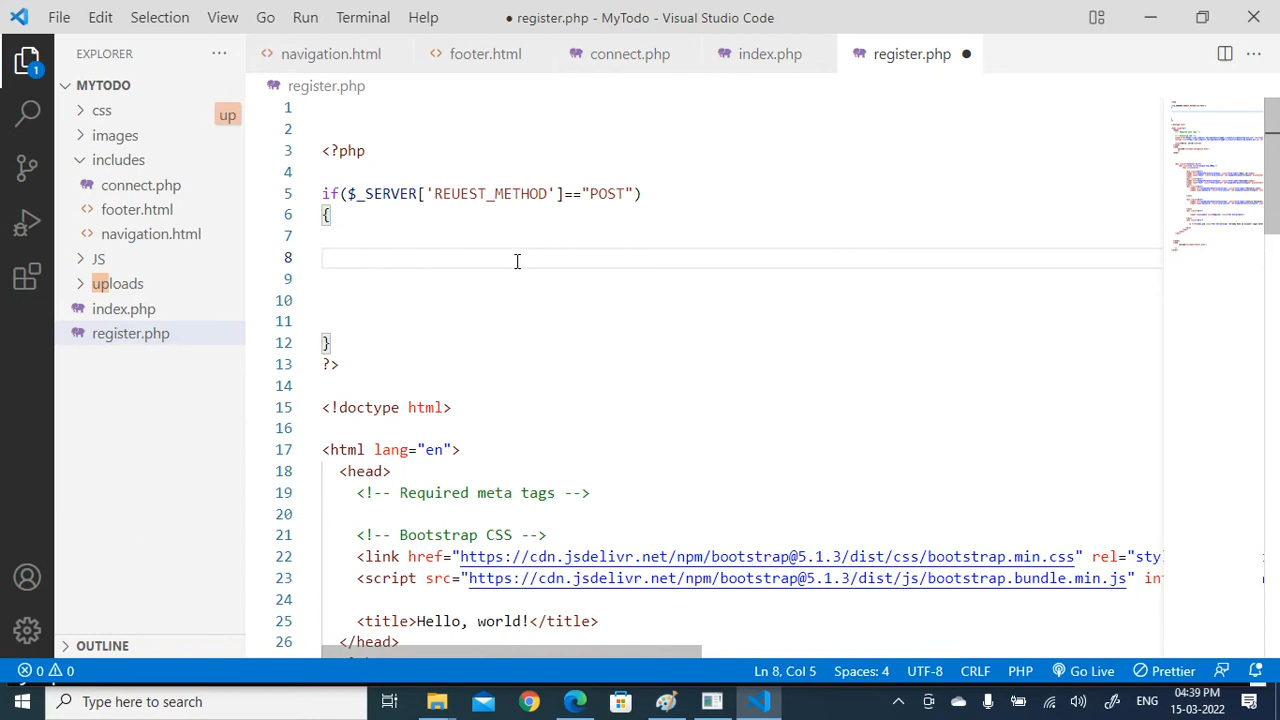 File Edit Selection View Go Run Terminal Help
● register.php - MyTodo - Visual Studio Code
EXPLORER
navigation.html footer.html connect.php index.php register.php ●
MYTODO
css
images
includes
connect.php
footer.html
navigation.html
JS
uploads
index.php
register.php
up
OUTLINE
1
register.php
1
2
3 <?php
4
5 if($_SERVER['REUEST_MTHOD']=="POST")
6 {
7
8
9
10
11
12 }
13 ?>
14
15 <!doctype html>
16
17 <html lang="en">
18 <head>
19 <!-- Required meta tags -->
20
21 <!-- Bootstrap CSS -->
22 <link href="https://cdn.jsdelivr.net/npm/bootstrap@5.1.3/dist/css/bootstrap.min.css" rel="sty
23 <script src="https://cdn.jsdelivr.net/npm/bootstrap@5.1.3/dist/js/bootstrap.bundle.min.js" int
24
25 <title>Hello, world!</title>
26 </head>
0 0 Ln 8, Col 5 Spaces: 4 UTF-8 CRLF PHP Go Live Prettier
Type here to search
ENG
04:39 PM
15-03-2022